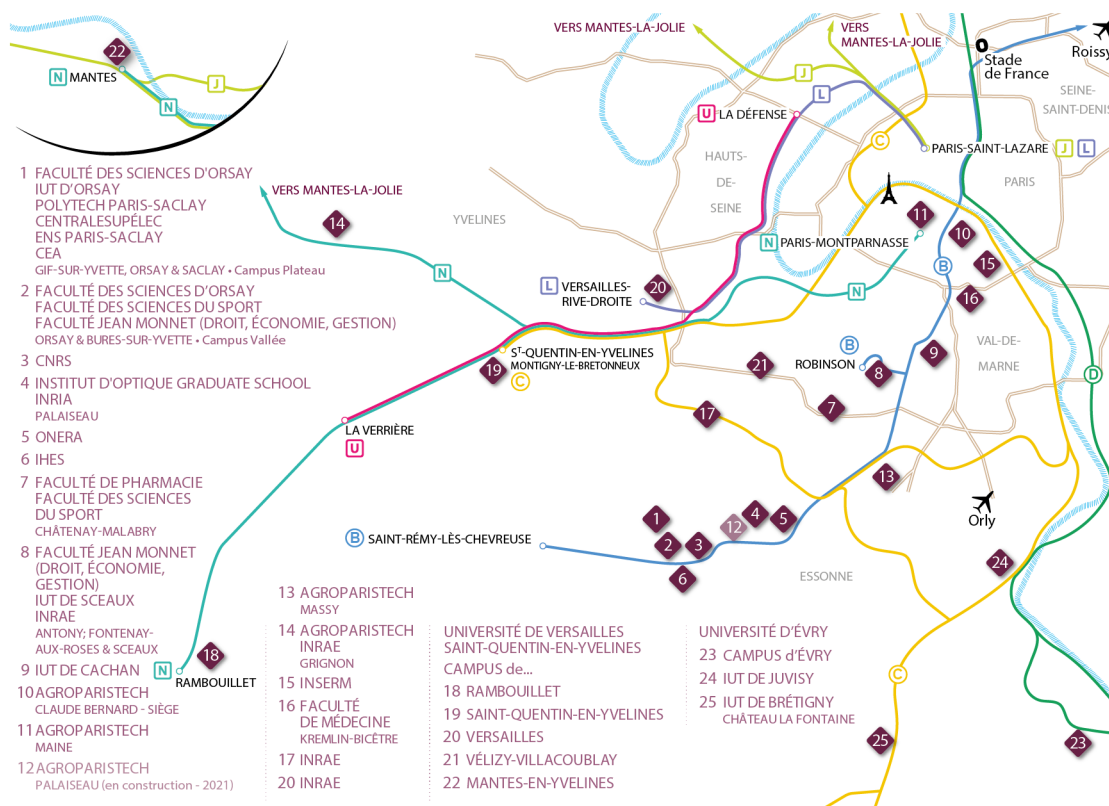 22
N MANTES
J
N
VERS MANTES-LA-JOLIE
VERS
MANTES-LA-JOLIE
J
L
U LA DÉFENSE
C
Stade
de France
Roissy
SEINE-
SAINT-DENIS
PARIS-SAINT-LAZARE J L
HAUTS-
DE-
SEINE
PARIS
YVELINES
VERS MANTES-LA-JOLIE
14
N
N PARIS-MONTPARNASSE
11
10
B
15
16
L VERSAILLES-
RIVE-DROITE
20
N
B
ROBINSON
8
9
VAL-DE-
MARNE
D
ST-QUENTIN-EN-YVELINES
MONTIGNY-LE-BRETONNEUX
19
C
21
7
17
LA VERRIÈRE
U
13
Orly
B SAINT-RÉMY-LÈS-CHEVREUSE
1
2
3
12
4
5
6
ESSONNE
24
N
RAMBOUILLET
18
C
25
23
1 FACULTÉ DES SCIENCES D'ORSAY
IUT D'ORSAY
POLYTECH PARIS-SACLAY
CENTRALESUPÉLEC
ENS PARIS-SACLAY
CEA
GIF-SUR-YVETTE, ORSAY & SACLAY • Campus Plateau
2 FACULTÉ DES SCIENCES D'ORSAY
FACULTÉ DES SCIENCES DU SPORT
FACULTÉ JEAN MONNET (DROIT, ÉCONOMIE, GESTION)
ORSAY & BURES-SUR-YVETTE • Campus Vallée
3 CNRS
4 INSTITUT D'OPTIQUE GRADUATE SCHOOL
INRIA
PALAISEAU
5 ONERA
6 IHES
7 FACULTÉ DE PHARMACIE
FACULTÉ DES SCIENCES
DU SPORT
CHÂTENAY-MALABRY
8 FACULTÉ JEAN MONNET
(DROIT, ÉCONOMIE,
GESTION)
IUT DE SCEAUX
INRAE
ANTONY; FONTENAY-
AUX-ROSES & SCEAUX
9 IUT DE CACHAN
10 AGROPARISTECH
CLAUDE BERNARD - SIÈGE
11 AGROPARISTECH
MAINE
12 AGROPARISTECH
PALAISEAU (en construction - 2021)
13 AGROPARISTECH
MASSY
14 AGROPARISTECH
INRAE
GRIGNON
15 INSERM
16 FACULTÉ
DE MÉDECINE
KREMLIN-BICÊTRE
17 INRAE
20 INRAE
UNIVERSITÉ DE VERSAILLES
SAINT-QUENTIN-EN-YVELINES
CAMPUS DE...
18 RAMBOUILLET
19 SAINT-QUENTIN-EN-YVELINES
20 VERSAILLES
21 VÉLIZY-VILLACOUBLAY
22 MANTES-EN-YVELINES
UNIVERSITÉ D'ÉVRY
23 CAMPUS d'ÉVRY
24 IUT DE JUVISY
25 IUT DE BRÉTIGNY
CHÂTEAU LA FONTAINE